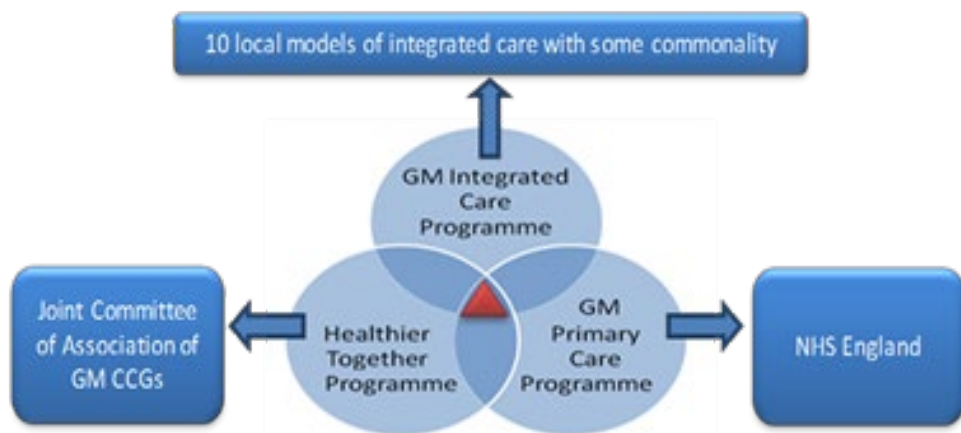 10 local models of integrated care with some commonality
GM Integrated
Care
Programme
Joint Committee
of Association of
GM CCGs
Healthier
Together
Programme
GM
Primary
Care
Programme
NHS England